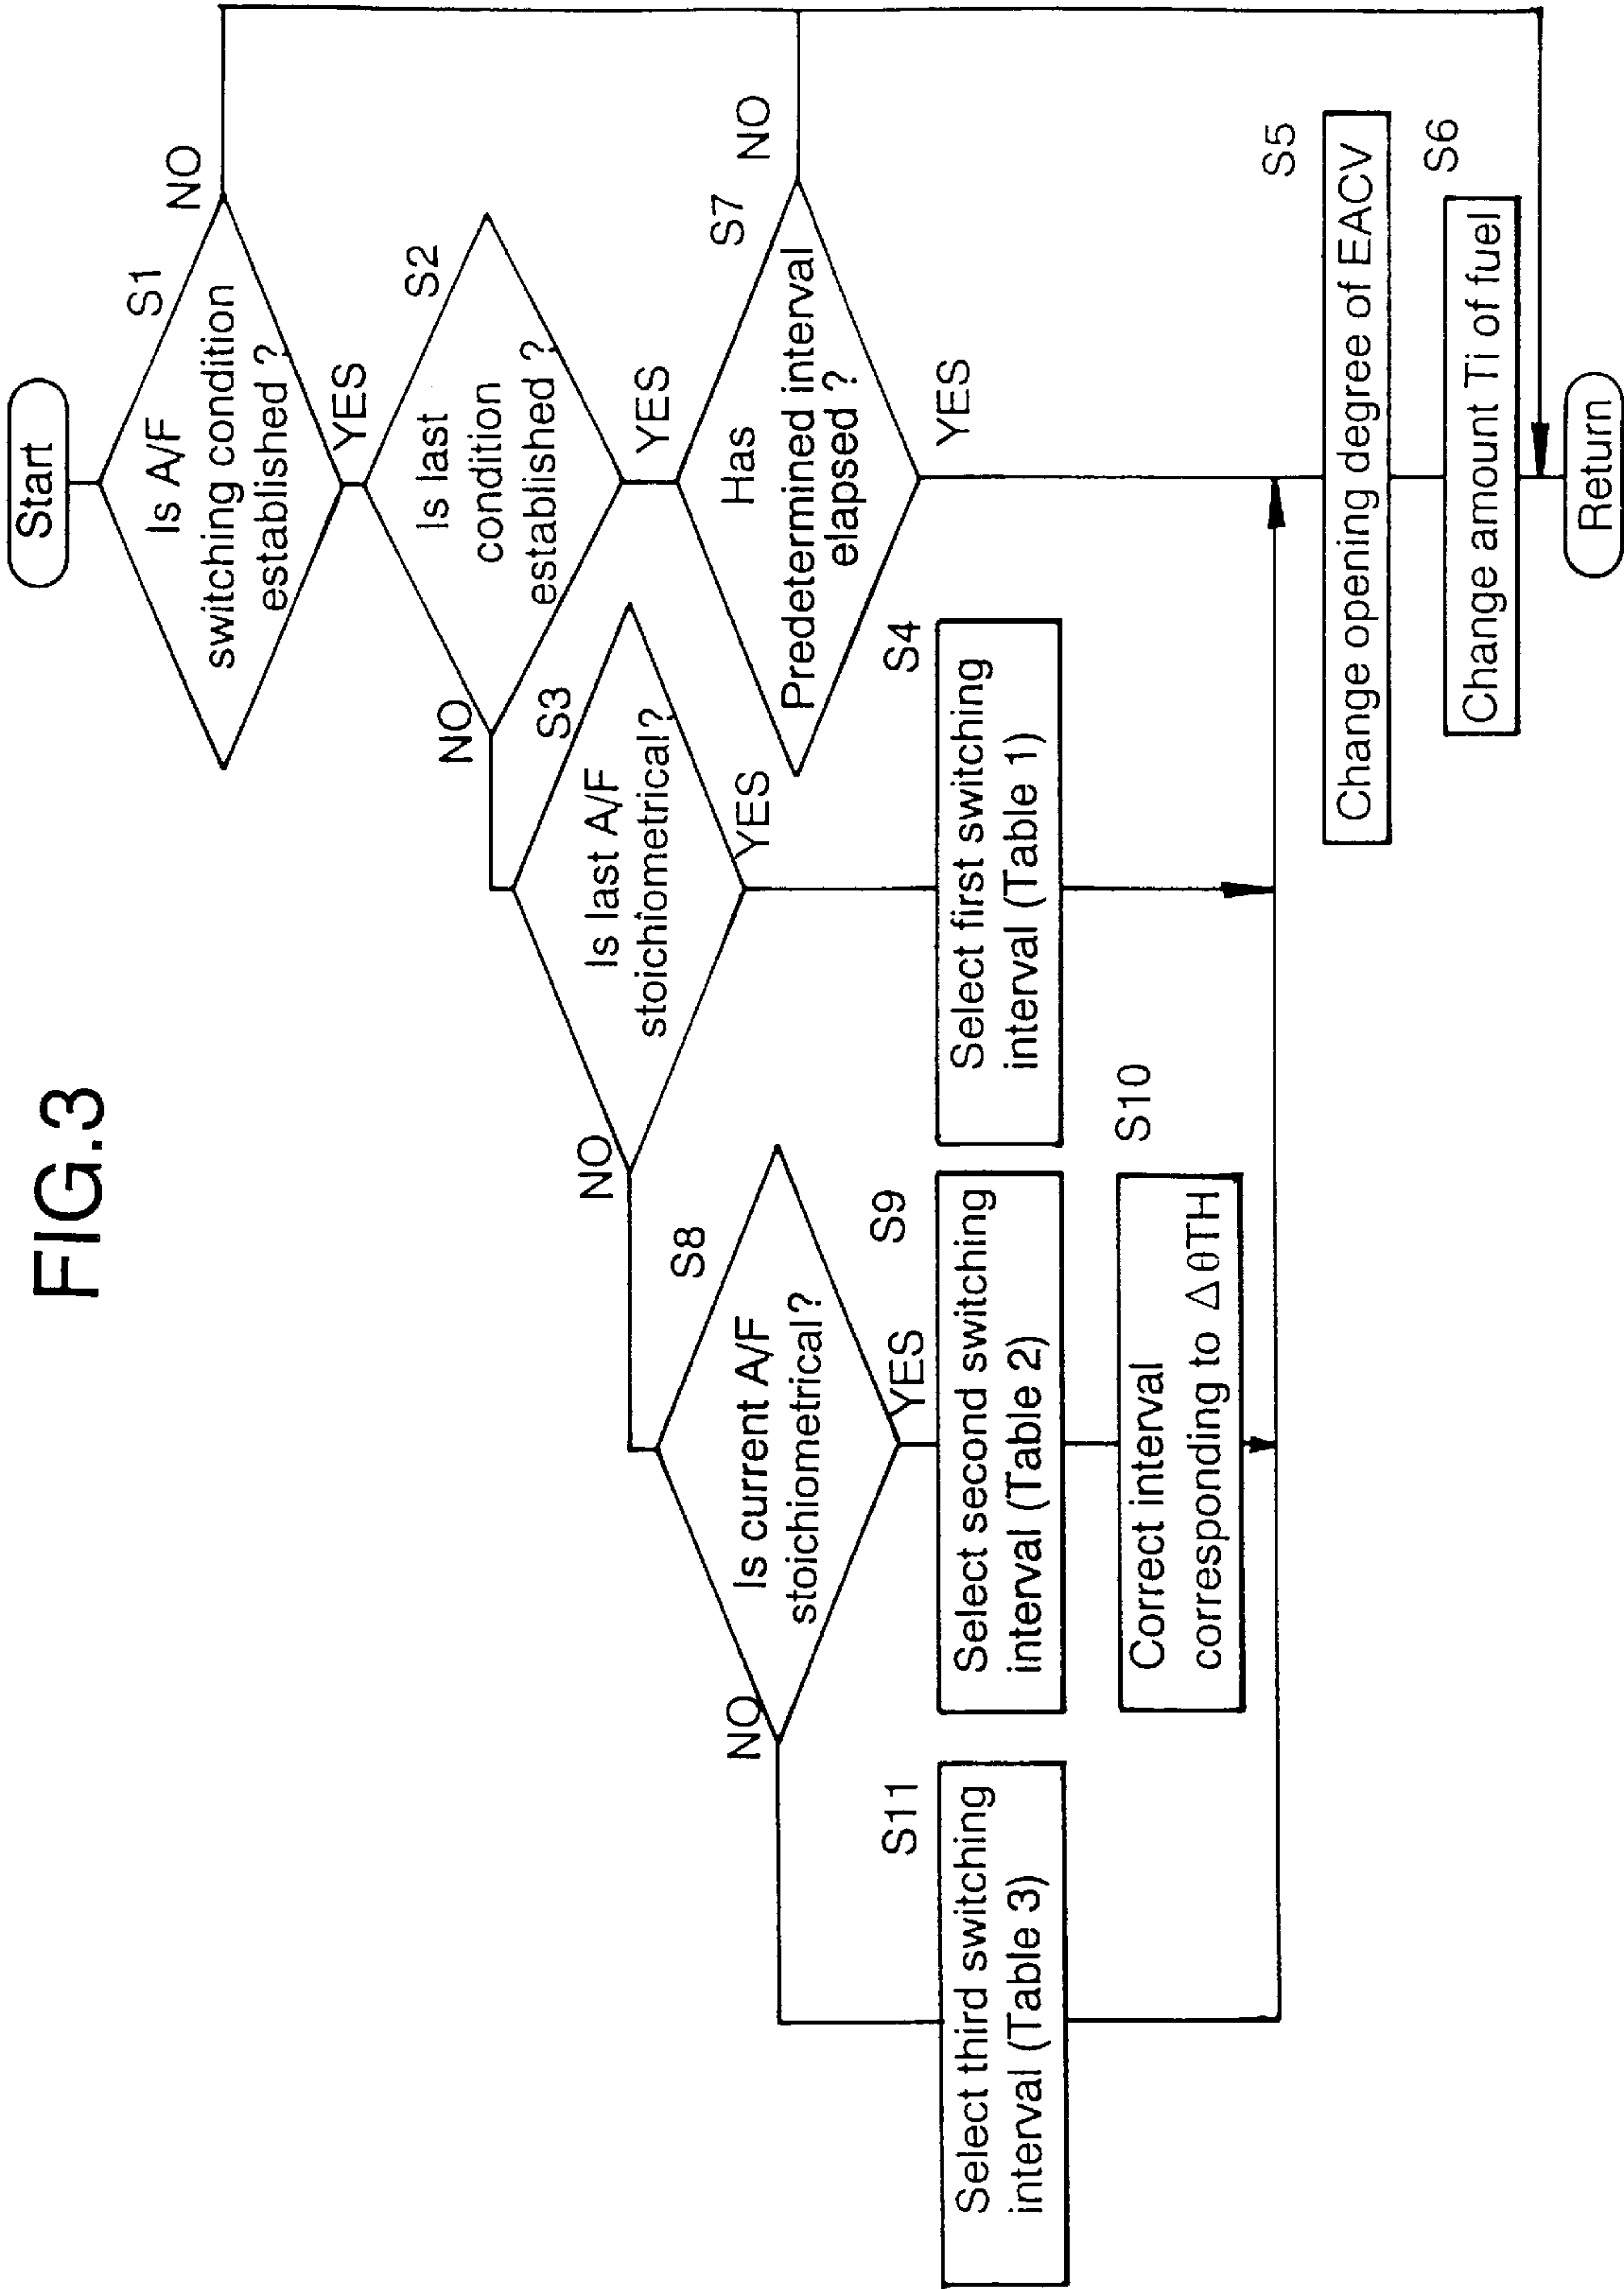 FIG.3
Start
S1
Is A/F
switching condition
established ?
NO
YES
S2
Is last
condition
established ?
NO
YES
S3
Is last A/F
stoichiometrical?
NO
YES
S7
Has
Predetermined interval
elapsed ?
NO
YES
S8
Is current A/F
stoichiometrical?
NO
YES
S4
Select first switching
interval (Table 1)
S9
Select second switching
interval (Table 2)
S11
Select third switching
interval (Table 3)
S10
Correct interval
corresponding to ΔθTH
S5
Change opening degree of EACV
S6
Change amount Ti of fuel
Return